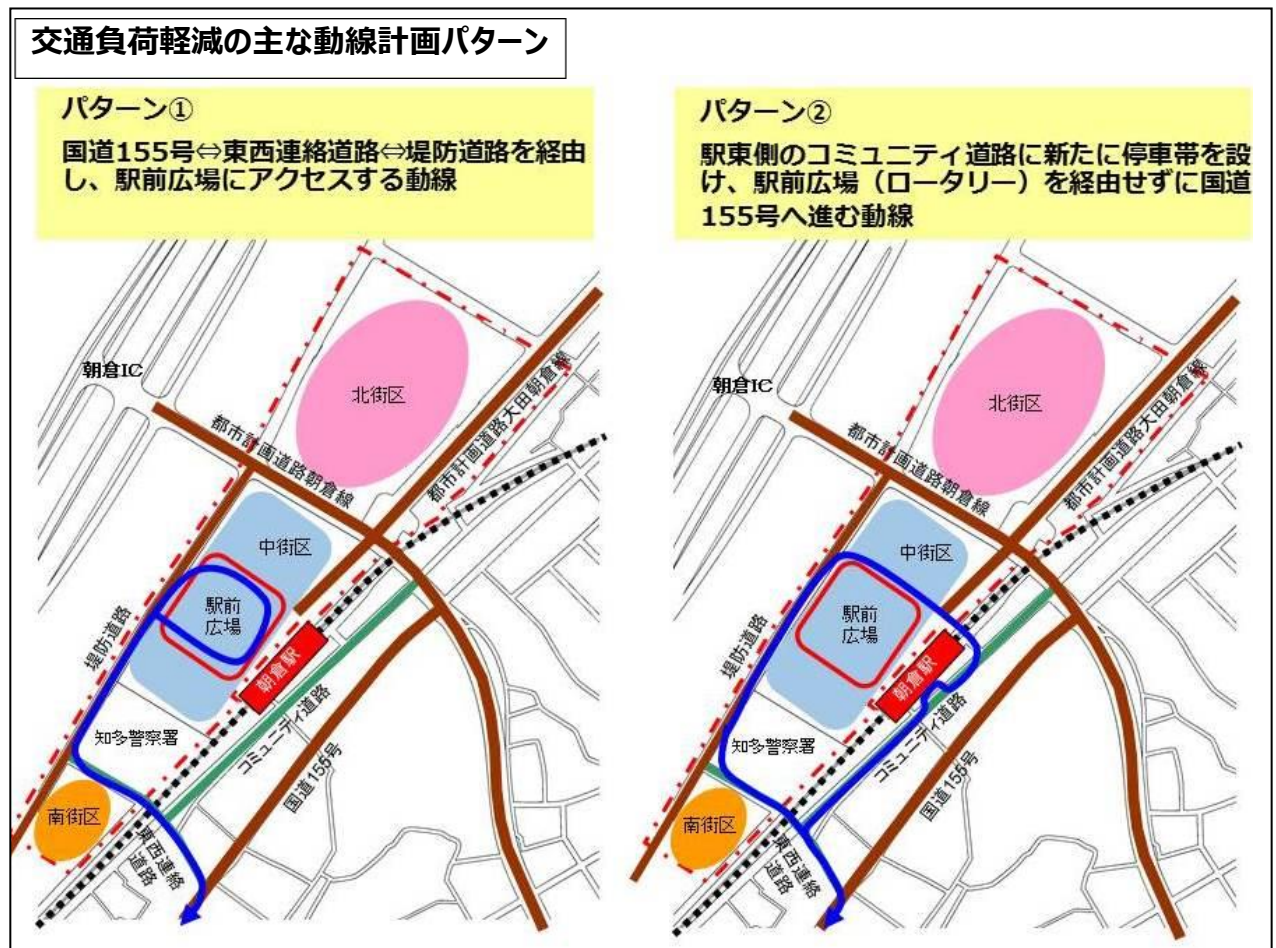 交通負荷軽減の主な動線計画パターン
パターン①
国道155号⇔東西連絡道路⇔堤防道路を経由
し、駅前広場にアクセスする動線
朝倉IC
北街区
都市計画道路朝倉線
都市計画道路大田朝倉線
中街区
駅前
広場
堤防道路
朝倉駅
知多警察署
コミュニティ道路
国道155号
南街区
東西連絡
道路
パターン②
駅東側のコミュニティ道路に新たに停車帯を設
け、駅前広場（ロータリー）を経由せずに国道
155号へ進む動線
朝倉IC
北街区
都市計画道路朝倉線
都市計画道路大田朝倉線
中街区
駅前
広場
堤防道路
朝倉駅
知多警察署
コミュニティ道路
国道155号
南街区
東西連絡
道路